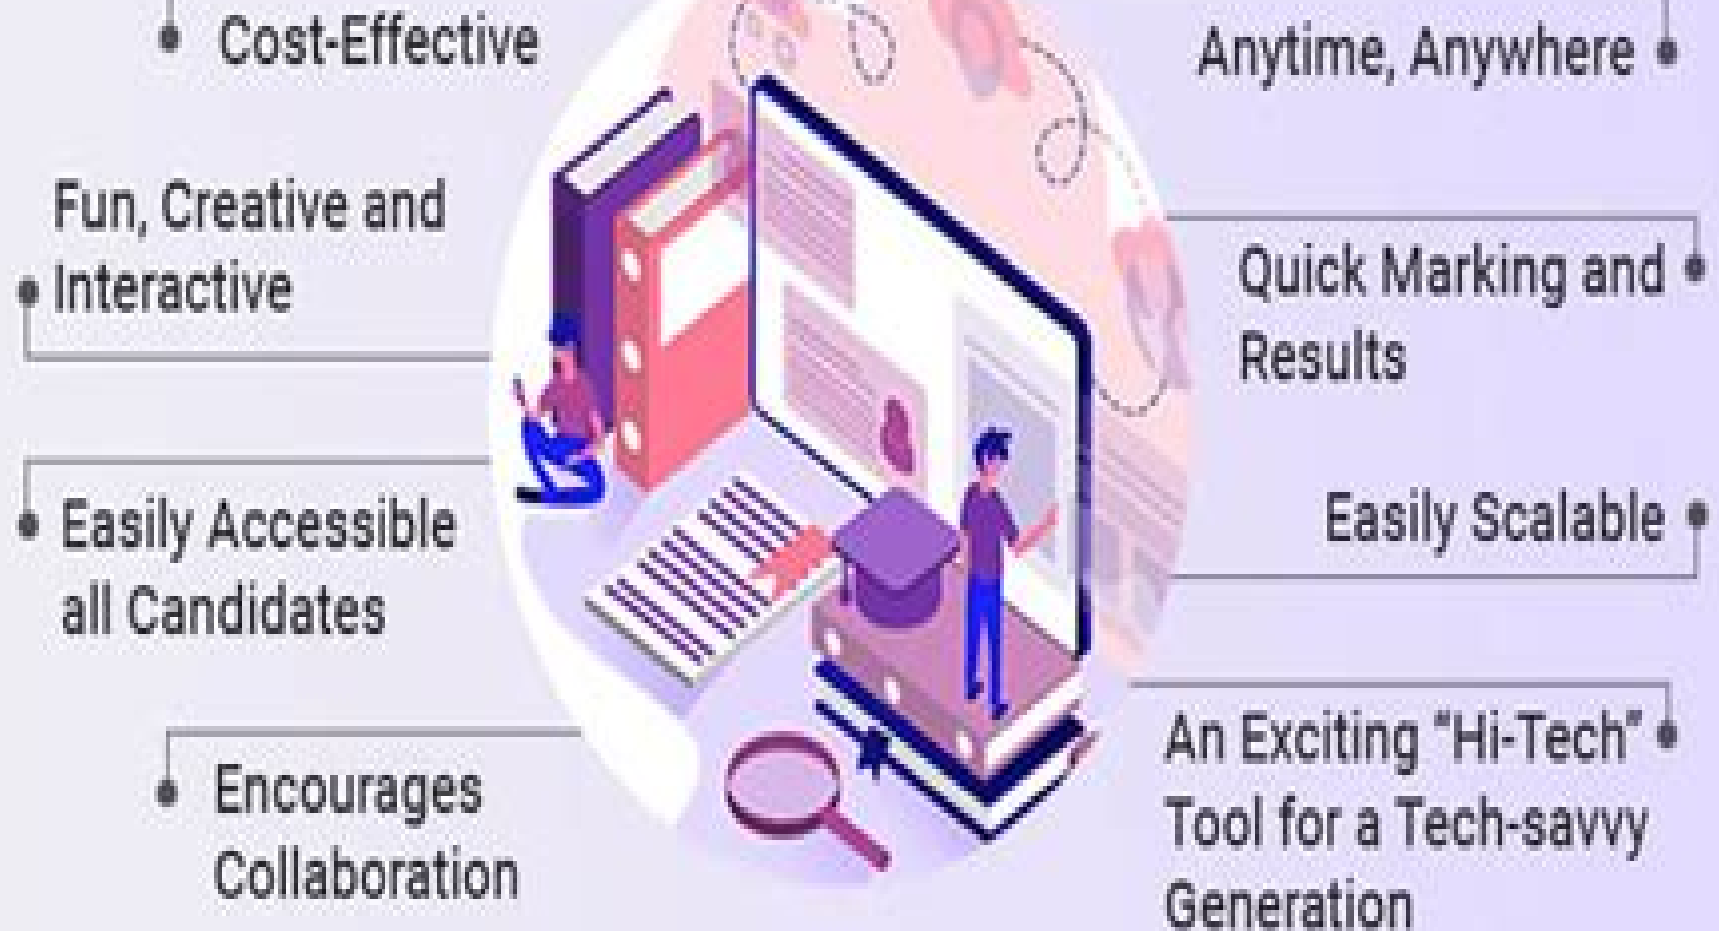 Cost-Effective
Fun, Creative and
Interactive
Easily Accessible
all Candidates
Encourages
Collaboration
Anytime, Anywhere
Quick Marking and
Results
Easily Scalable
An Exciting “Hi-Tech”
Tool for a Tech-savvy
Generation